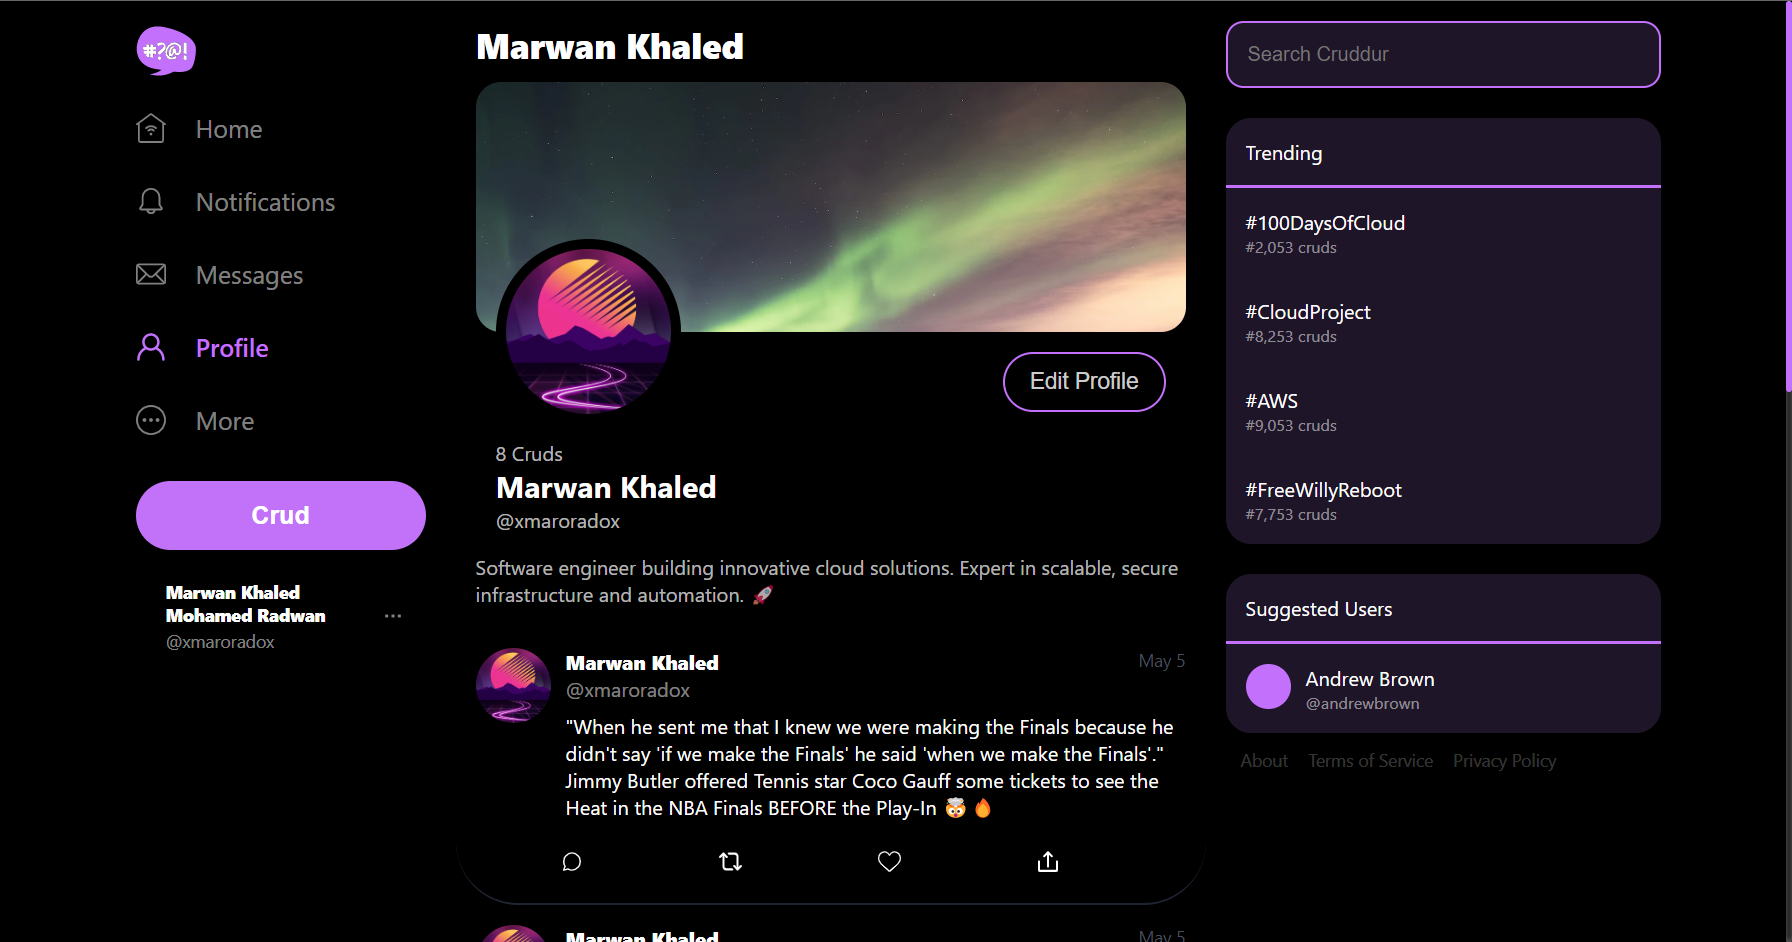 #?@!
Home
Notifications
Messages
Profile
More
Crud
Marwan Khaled
Mohamed Radwan
@xmaroradox
Marwan Khaled
Edit Profile
8 Cruds
Marwan Khaled
@xmaroradox
Software engineer building innovative cloud solutions. Expert in scalable, secure
infrastructure and automation. 🚀
Marwan Khaled
May 5
@xmaroradox
"When he sent me that I knew we were making the Finals because he
didn't say 'if we make the Finals' he said 'when we make the Finals'."
Jimmy Butler offered Tennis star Coco Gauff some tickets to see the
Heat in the NBA Finals BEFORE the Play-In 🤯 🔥
Marwan Khaled
May 5
Search Cruddur
Trending
#100DaysOfCloud
#2,053 cruds
#CloudProject
#8,253 cruds
#AWS
#9,053 cruds
#FreeWillyReboot
#7,753 cruds
Suggested Users
Andrew Brown
@andrewbrown
About Terms of Service Privacy Policy